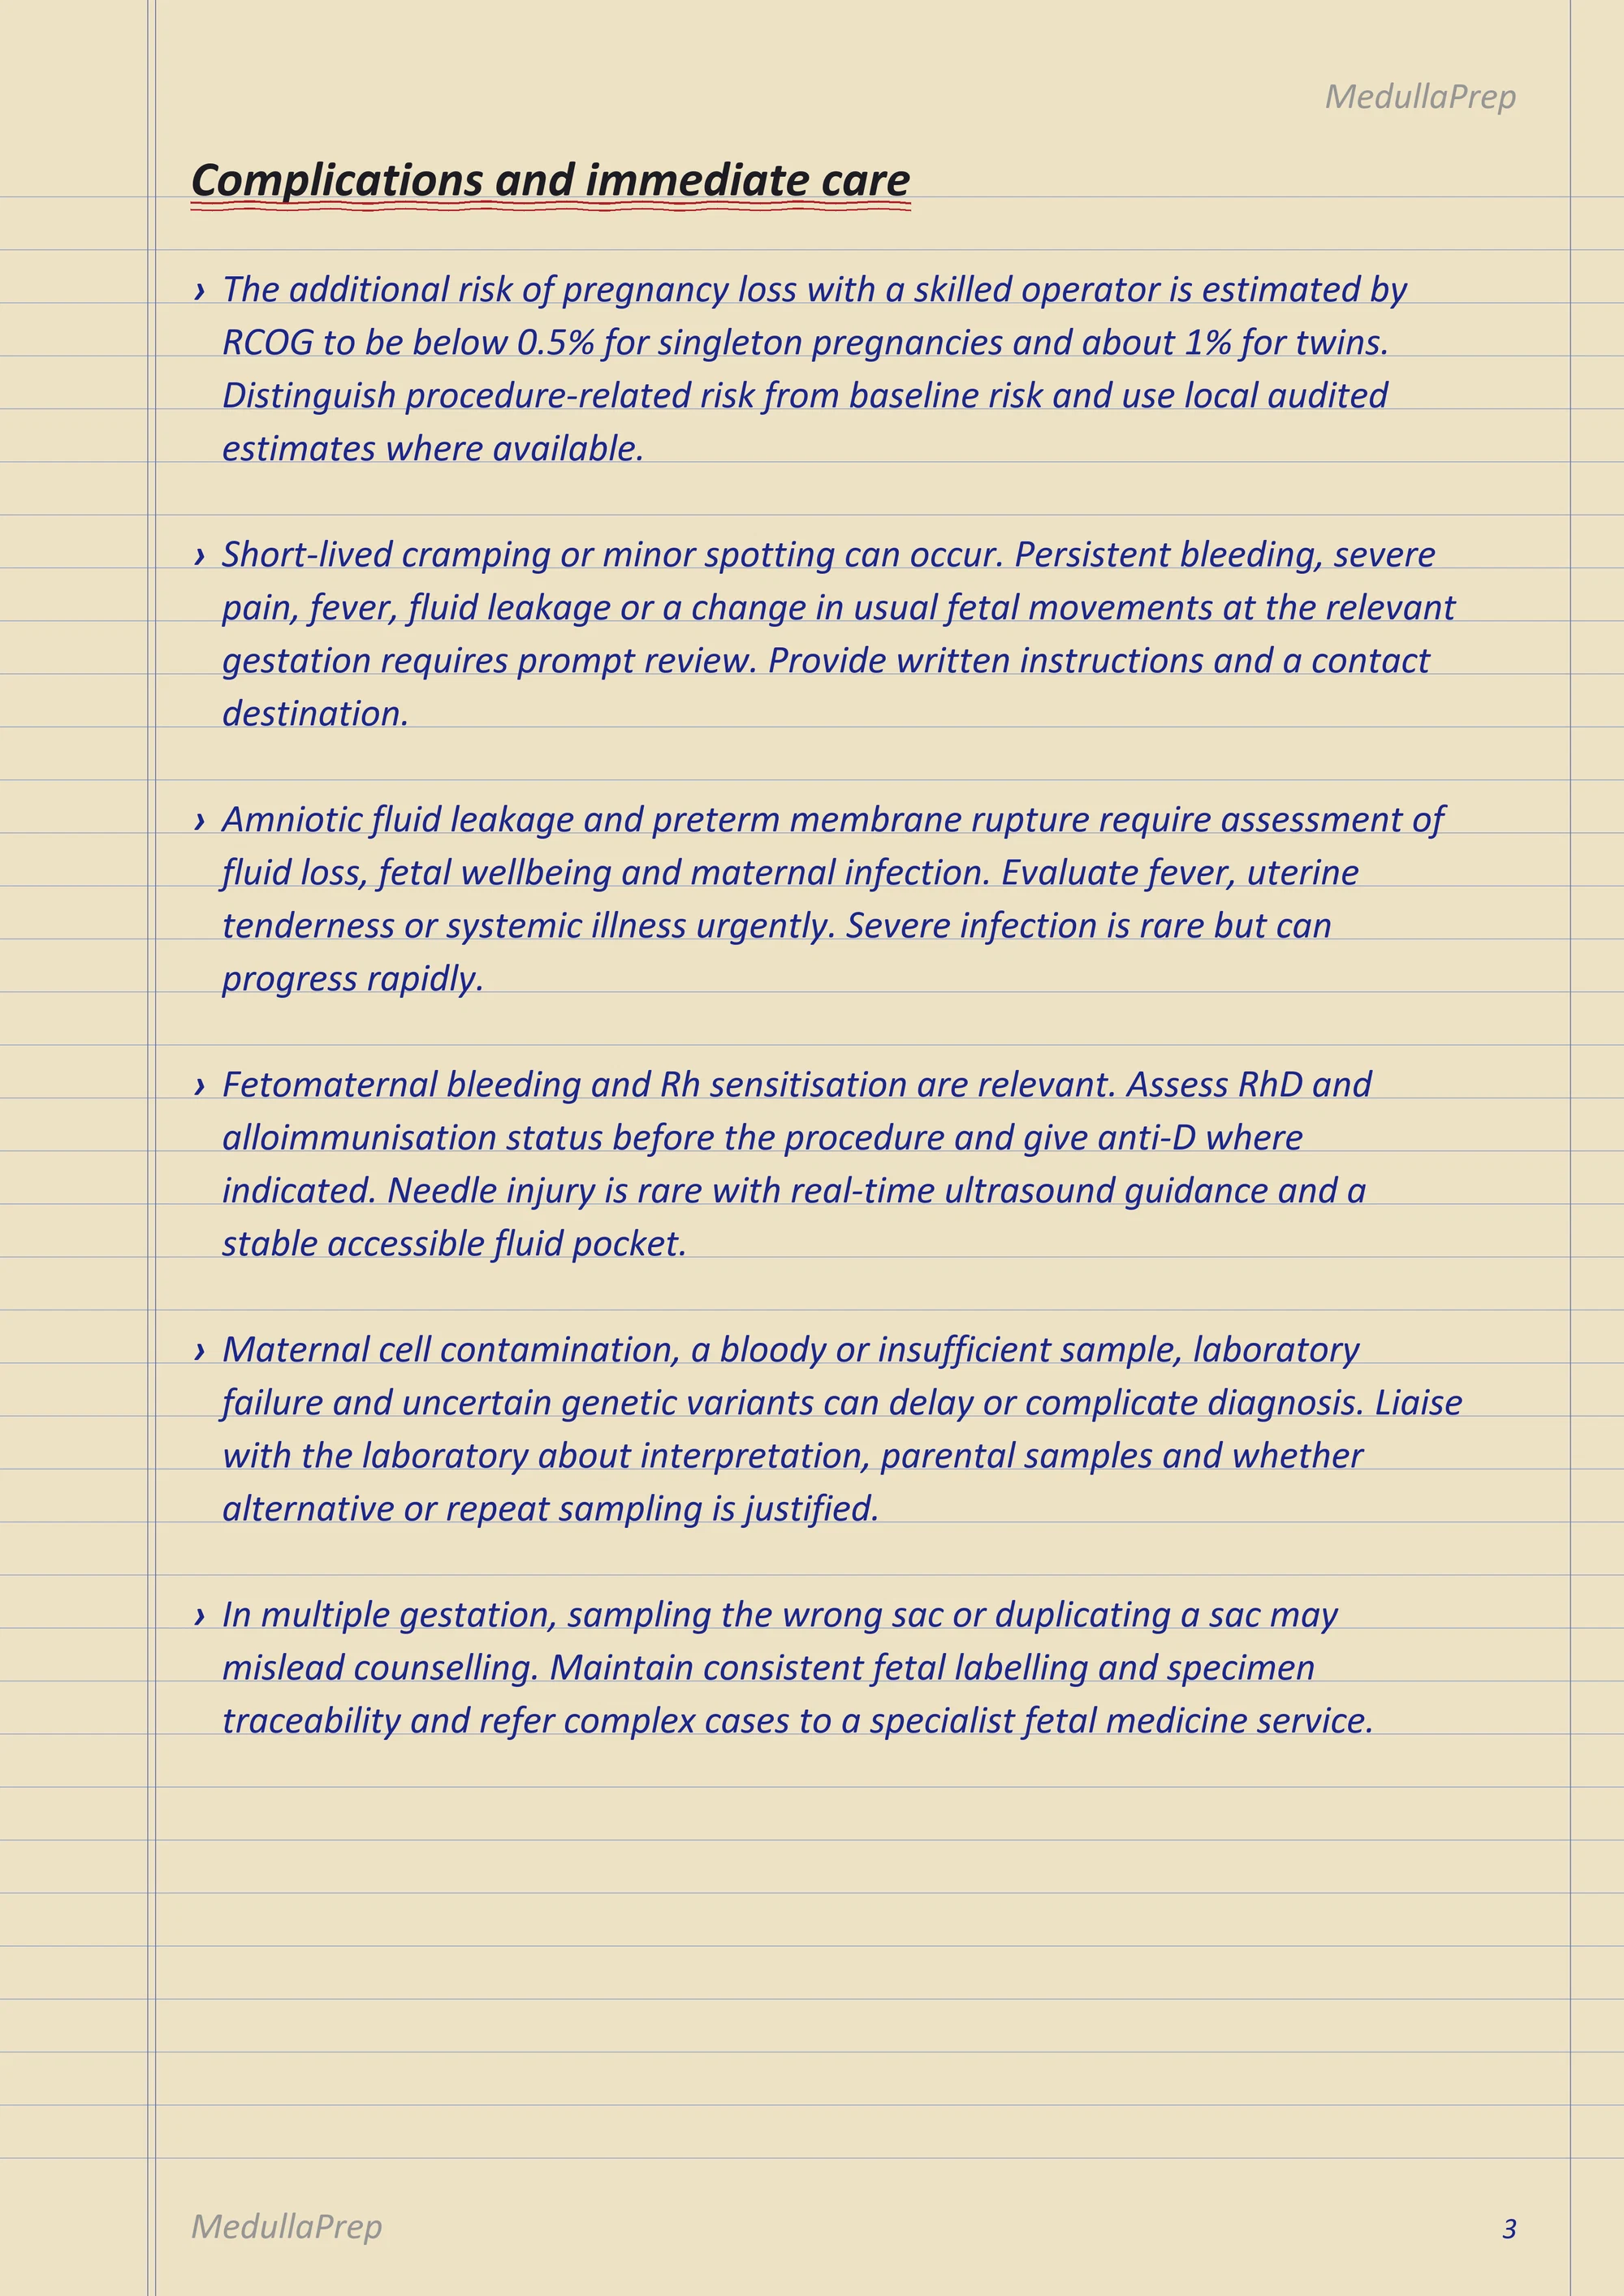 MedullaPrep
Complications and immediate care
› The additional risk of pregnancy loss with a skilled operator is estimated by
RCOG to be below 0.5% for singleton pregnancies and about 1% for twins.
Distinguish procedure-related risk from baseline risk and use local audited
estimates where available.
› Short-lived cramping or minor spotting can occur. Persistent bleeding, severe
pain, fever, fluid leakage or a change in usual fetal movements at the relevant
gestation requires prompt review. Provide written instructions and a contact
destination.
› Amniotic fluid leakage and preterm membrane rupture require assessment of
fluid loss, fetal wellbeing and maternal infection. Evaluate fever, uterine
tenderness or systemic illness urgently. Severe infection is rare but can
progress rapidly.
› Fetomaternal bleeding and Rh sensitisation are relevant. Assess RhD and
alloimmunisation status before the procedure and give anti-D where
indicated. Needle injury is rare with real-time ultrasound guidance and a
stable accessible fluid pocket.
› Maternal cell contamination, a bloody or insufficient sample, laboratory
failure and uncertain genetic variants can delay or complicate diagnosis. Liaise
with the laboratory about interpretation, parental samples and whether
alternative or repeat sampling is justified.
› In multiple gestation, sampling the wrong sac or duplicating a sac may
mislead counselling. Maintain consistent fetal labelling and specimen
traceability and refer complex cases to a specialist fetal medicine service.
MedullaPrep
3